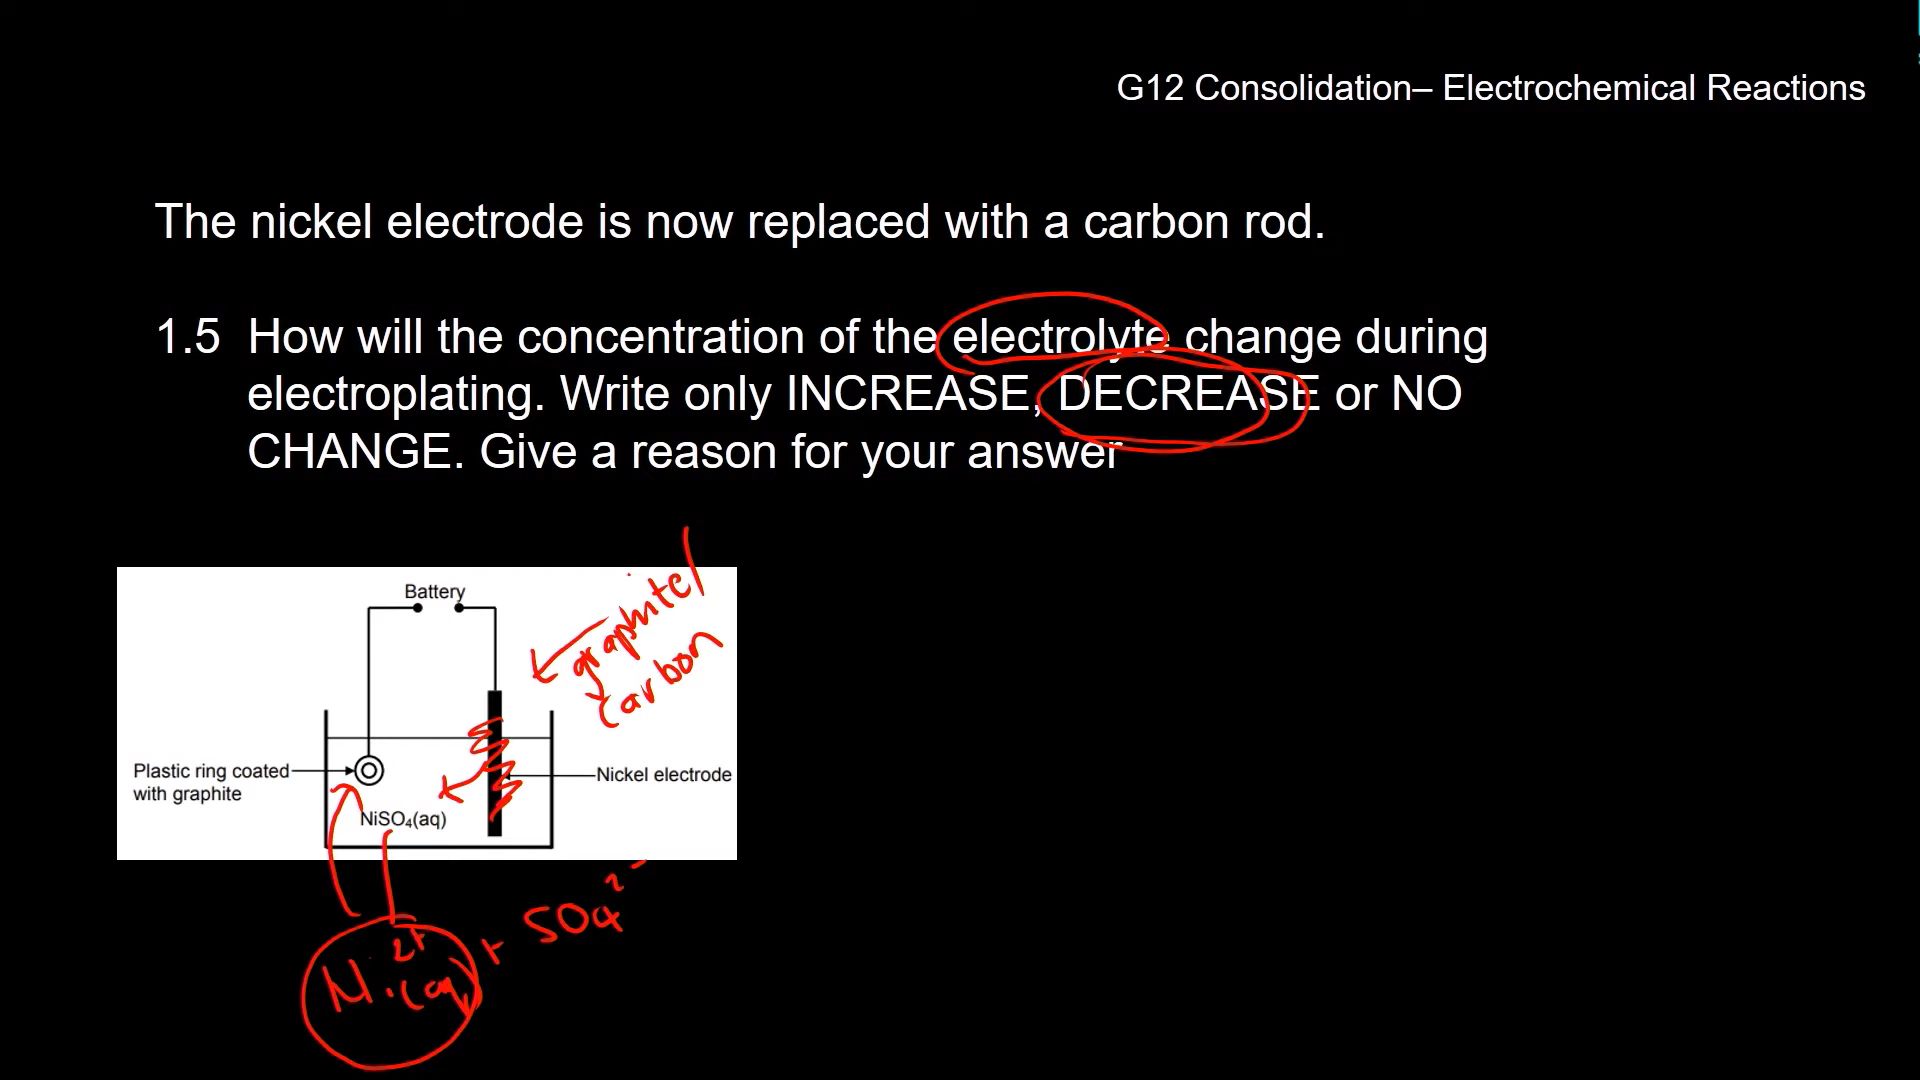 G12 Consolidation– Electrochemical Reactions
The nickel electrode is now replaced with a carbon rod.
1.5 How will the concentration of the electrolyte change during
electroplating. Write only INCREASE, DECREASE or NO
CHANGE. Give a reason for your answer
Battery
graphite/
carbon
Plastic ring coated
with graphite
Nickel electrode
NiSO₄(aq)
Ni²⁺(aq) + SO₄²⁻